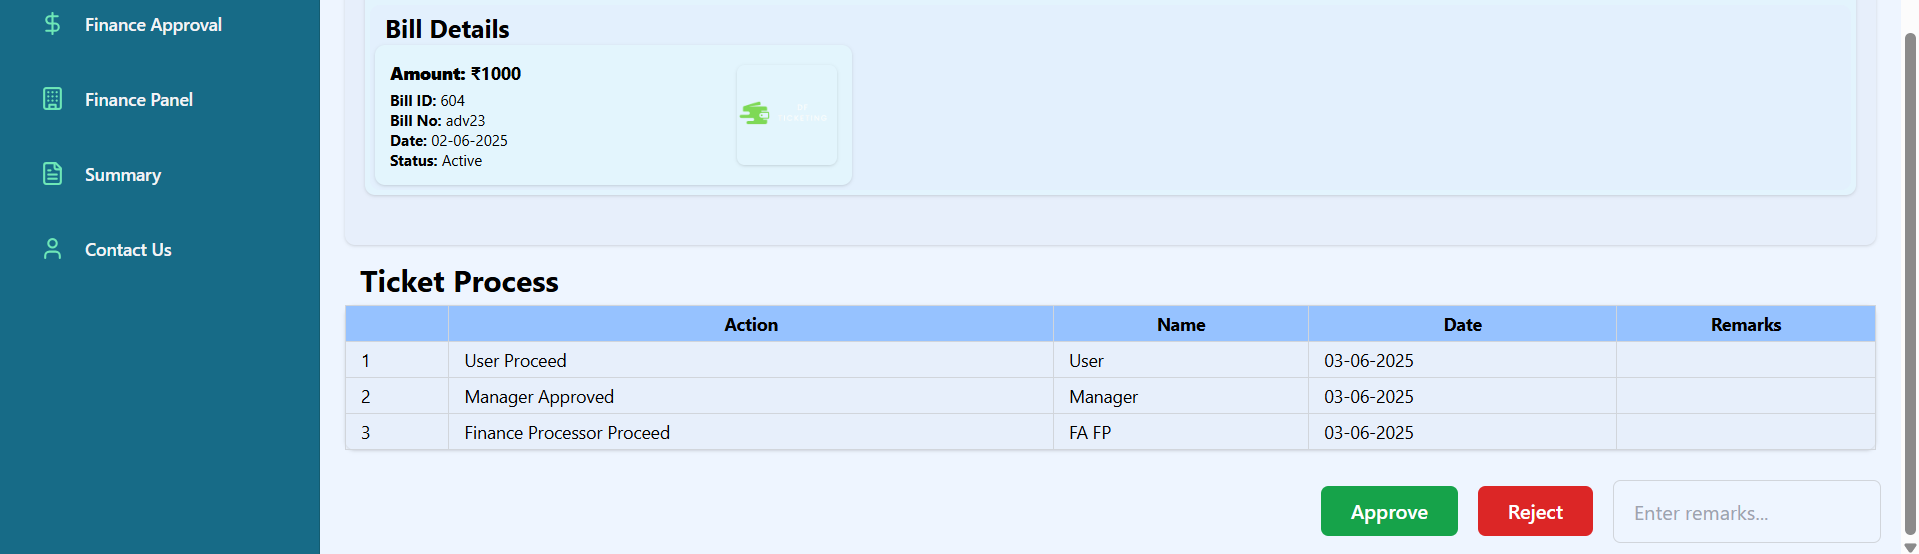 Finance Approval
Finance Panel
Summary
Contact Us
Bill Details
Amount: ₹1000
Bill ID: 604
Bill No: adv23
Date: 02-06-2025
Status: Active
Ticket Process
Action Name Date Remarks
1 User Proceed User 03-06-2025
2 Manager Approved Manager 03-06-2025
3 Finance Processor Proceed FA FP 03-06-2025
Approve Reject Enter remarks...